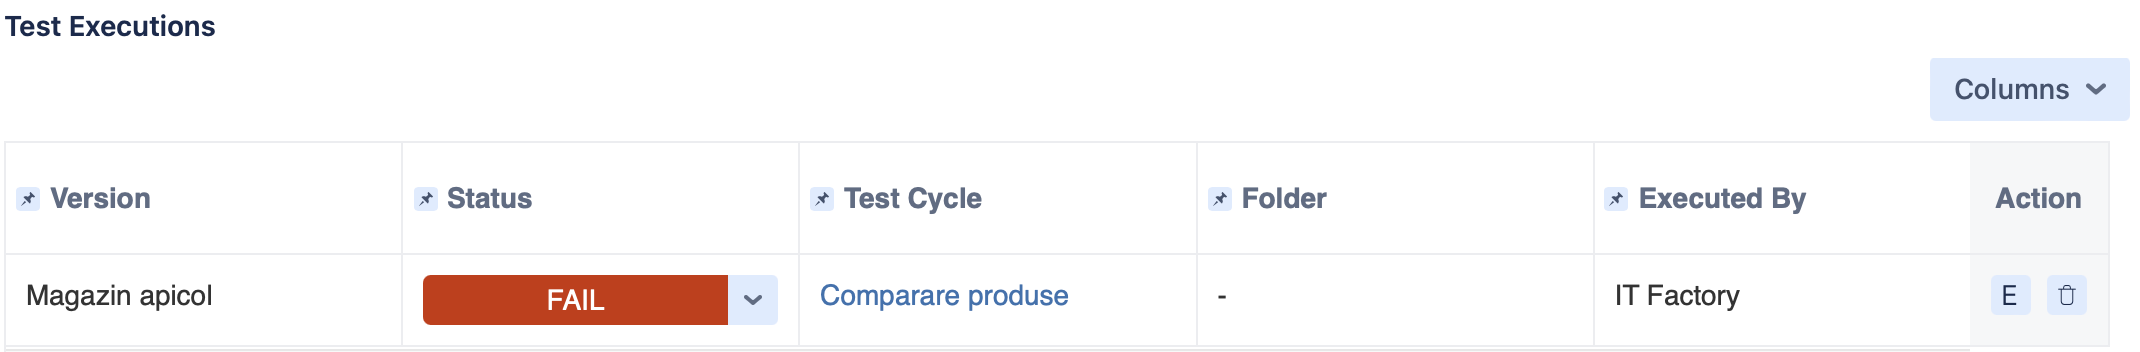 Test Executions
Columns
Version Status Test Cycle Folder Executed By Action
Magazin apicol FAIL Comparare produse - IT Factory E